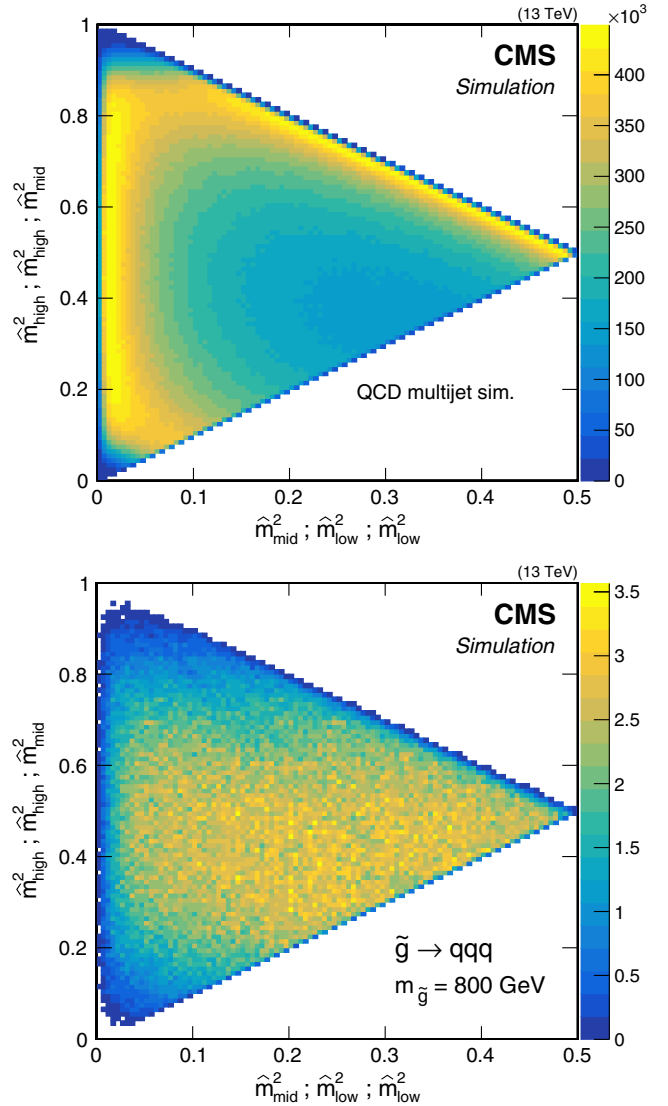 (13 TeV)
×10³
CMS
Simulation
QCD multijet sim.
1
0.8
0.6
0.4
0.2
0
m̂²high ; m̂²high ; m̂²mid
0 0.1 0.2 0.3 0.4 0.5
m̂²mid ; m̂²low ; m̂²low
400
350
300
250
200
150
100
50
0
(13 TeV)
CMS
Simulation
g̃ → qqq
m g̃ = 800 GeV
1
0.8
0.6
0.4
0.2
0
m̂²high ; m̂²high ; m̂²mid
0 0.1 0.2 0.3 0.4 0.5
m̂²mid ; m̂²low ; m̂²low
3.5
3
2.5
2
1.5
1
0.5
0